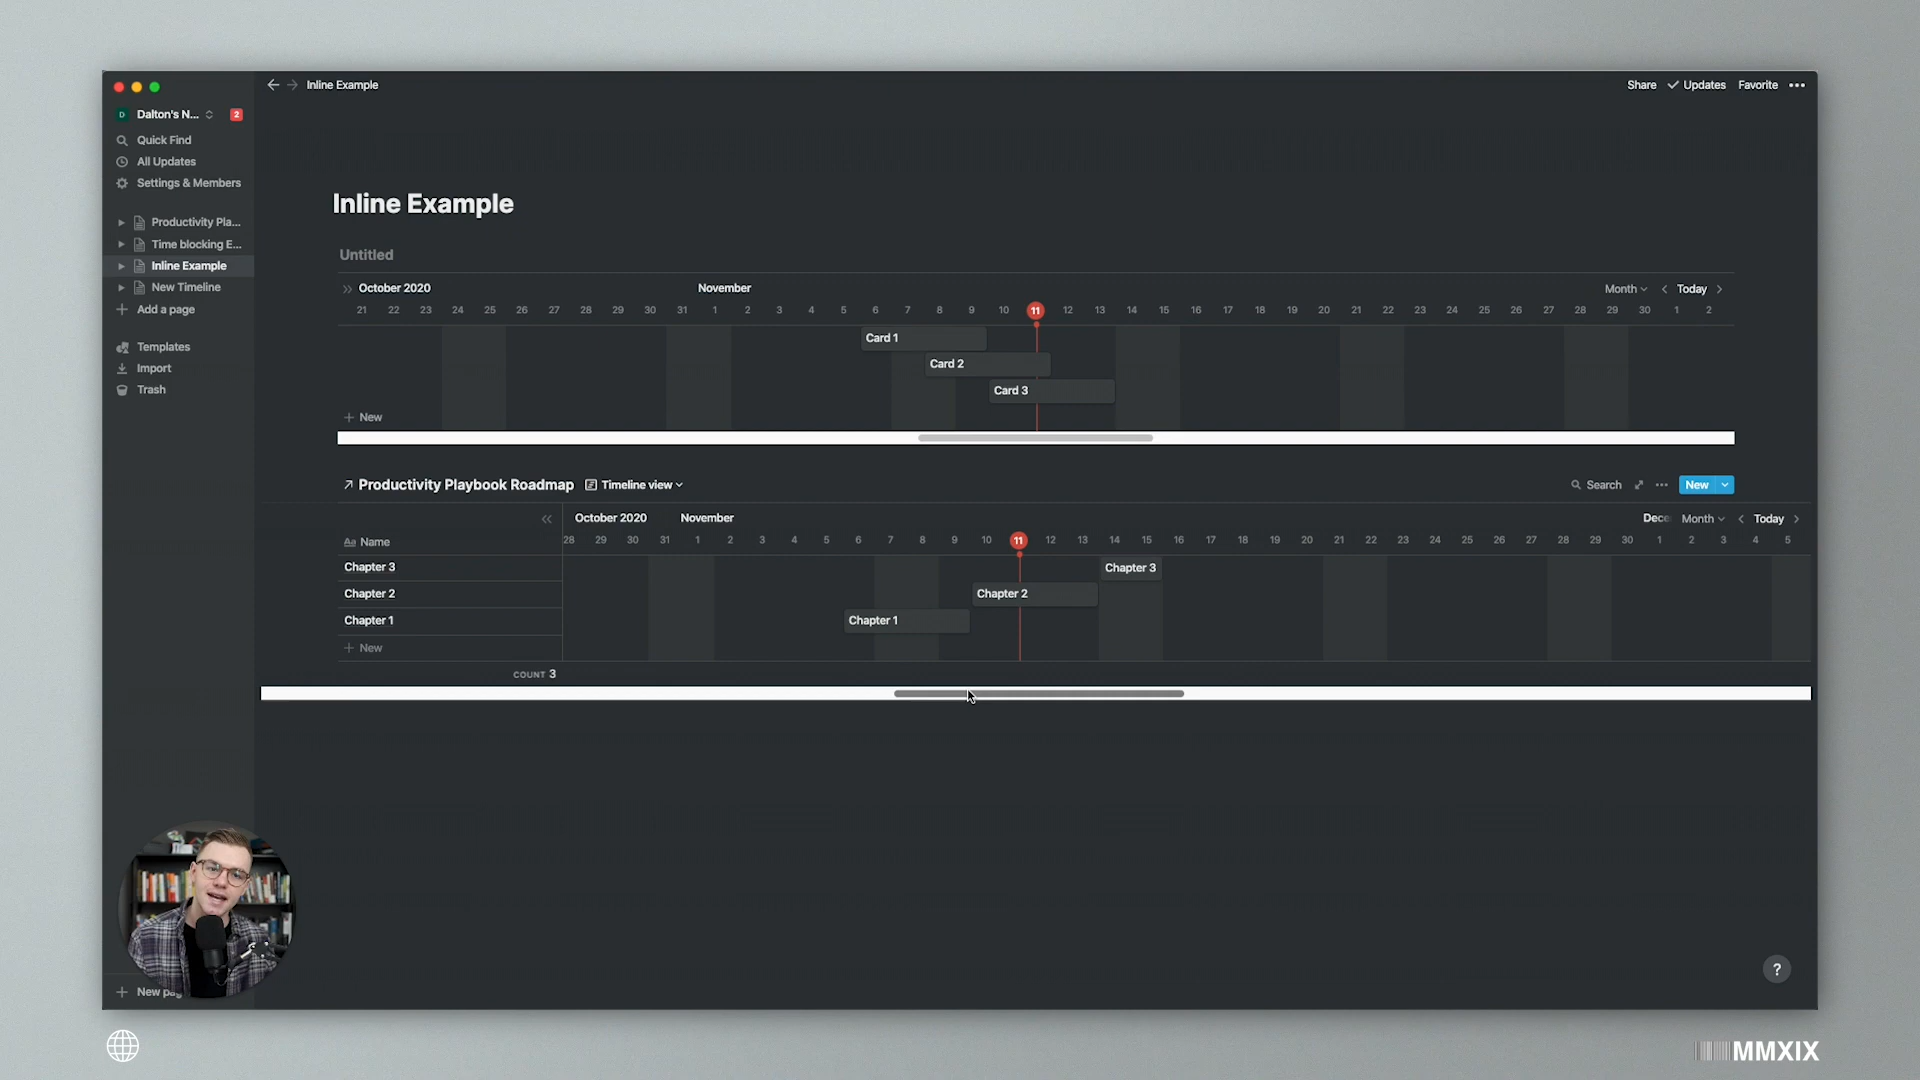 Inline Example
Share Updates Favorite
D Dalton's N... 2
Quick Find
All Updates
Settings & Members
Productivity Pla...
Time blocking E...
Inline Example
New Timeline
Add a page
Templates
Import
Trash
Inline Example
Untitled
October 2020 November Month Today
21 22 23 24 25 26 27 28 29 30 31 1 2 3 4 5 6 7 8 9 10 11 12 13 14 15 16 17 18 19 20 21 22 23 24 25 26 27 28 29 30 1 2
Card 1
Card 2
Card 3
New
Productivity Playbook Roadmap Timeline view Search New
October 2020 November Dece Month Today
Aa Name
28 29 30 31 1 2 3 4 5 6 7 8 9 10 11 12 13 14 15 16 17 18 19 20 21 22 23 24 25 26 27 28 29 30 1 2 3 4 5
Chapter 3 Chapter 3
Chapter 2 Chapter 2
Chapter 1 Chapter 1
New
COUNT 3
?
New pag
MMXIX